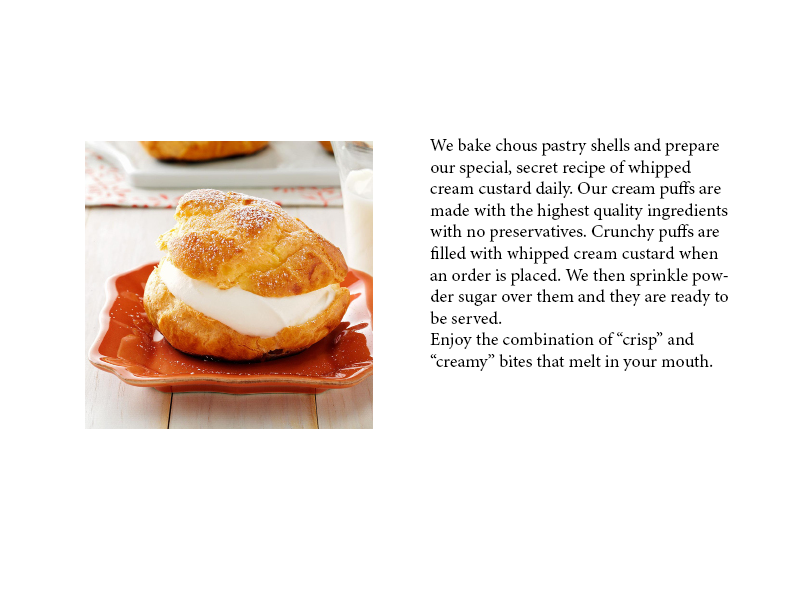 We bake chous pastry shells and prepare
our special, secret recipe of whipped
cream custard daily. Our cream puffs are
made with the highest quality ingredients
with no preservatives. Crunchy puffs are
filled with whipped cream custard when
an order is placed. We then sprinkle pow-
der sugar over them and they are ready to
be served.
Enjoy the combination of “crisp” and
“creamy” bites that melt in your mouth.